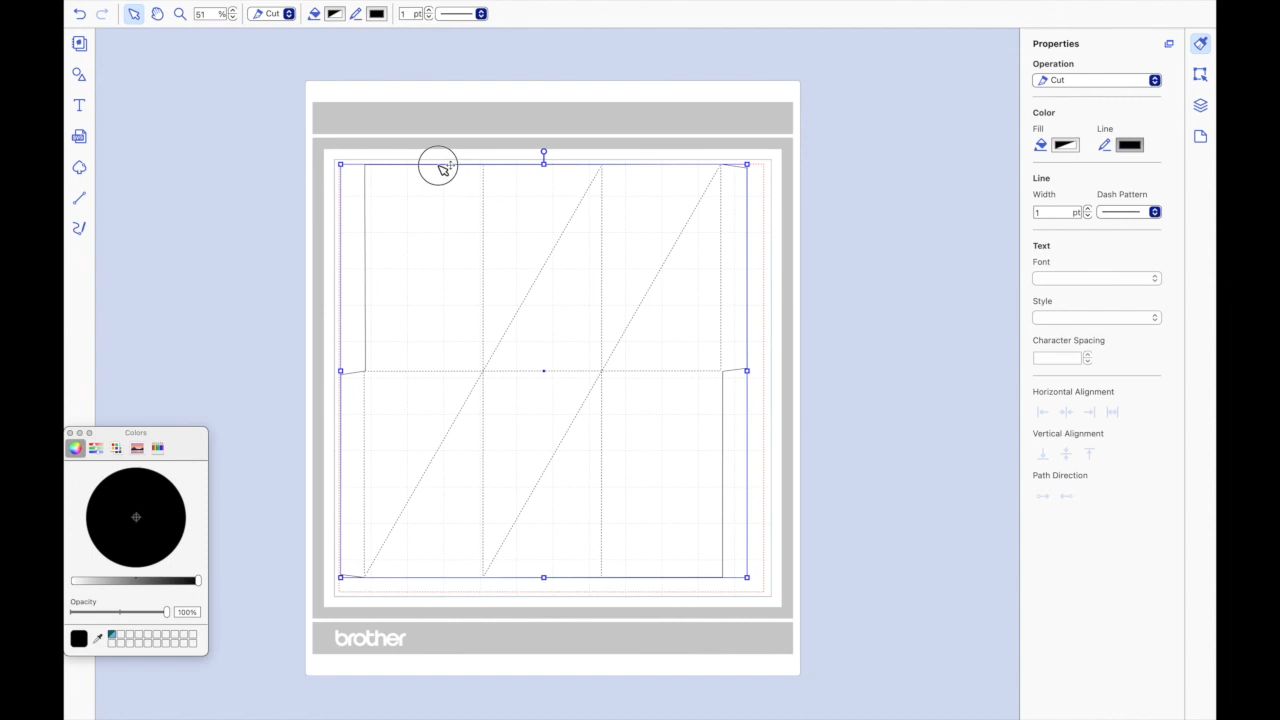 51 %
Cut
1 pt
Properties
Operation
Cut
Color
Fill
Line
Line
Width
Dash Pattern
1 pt
Text
Font
Style
Character Spacing
Horizontal Alignment
Vertical Alignment
Path Direction
Colors
Opacity
100%
brother